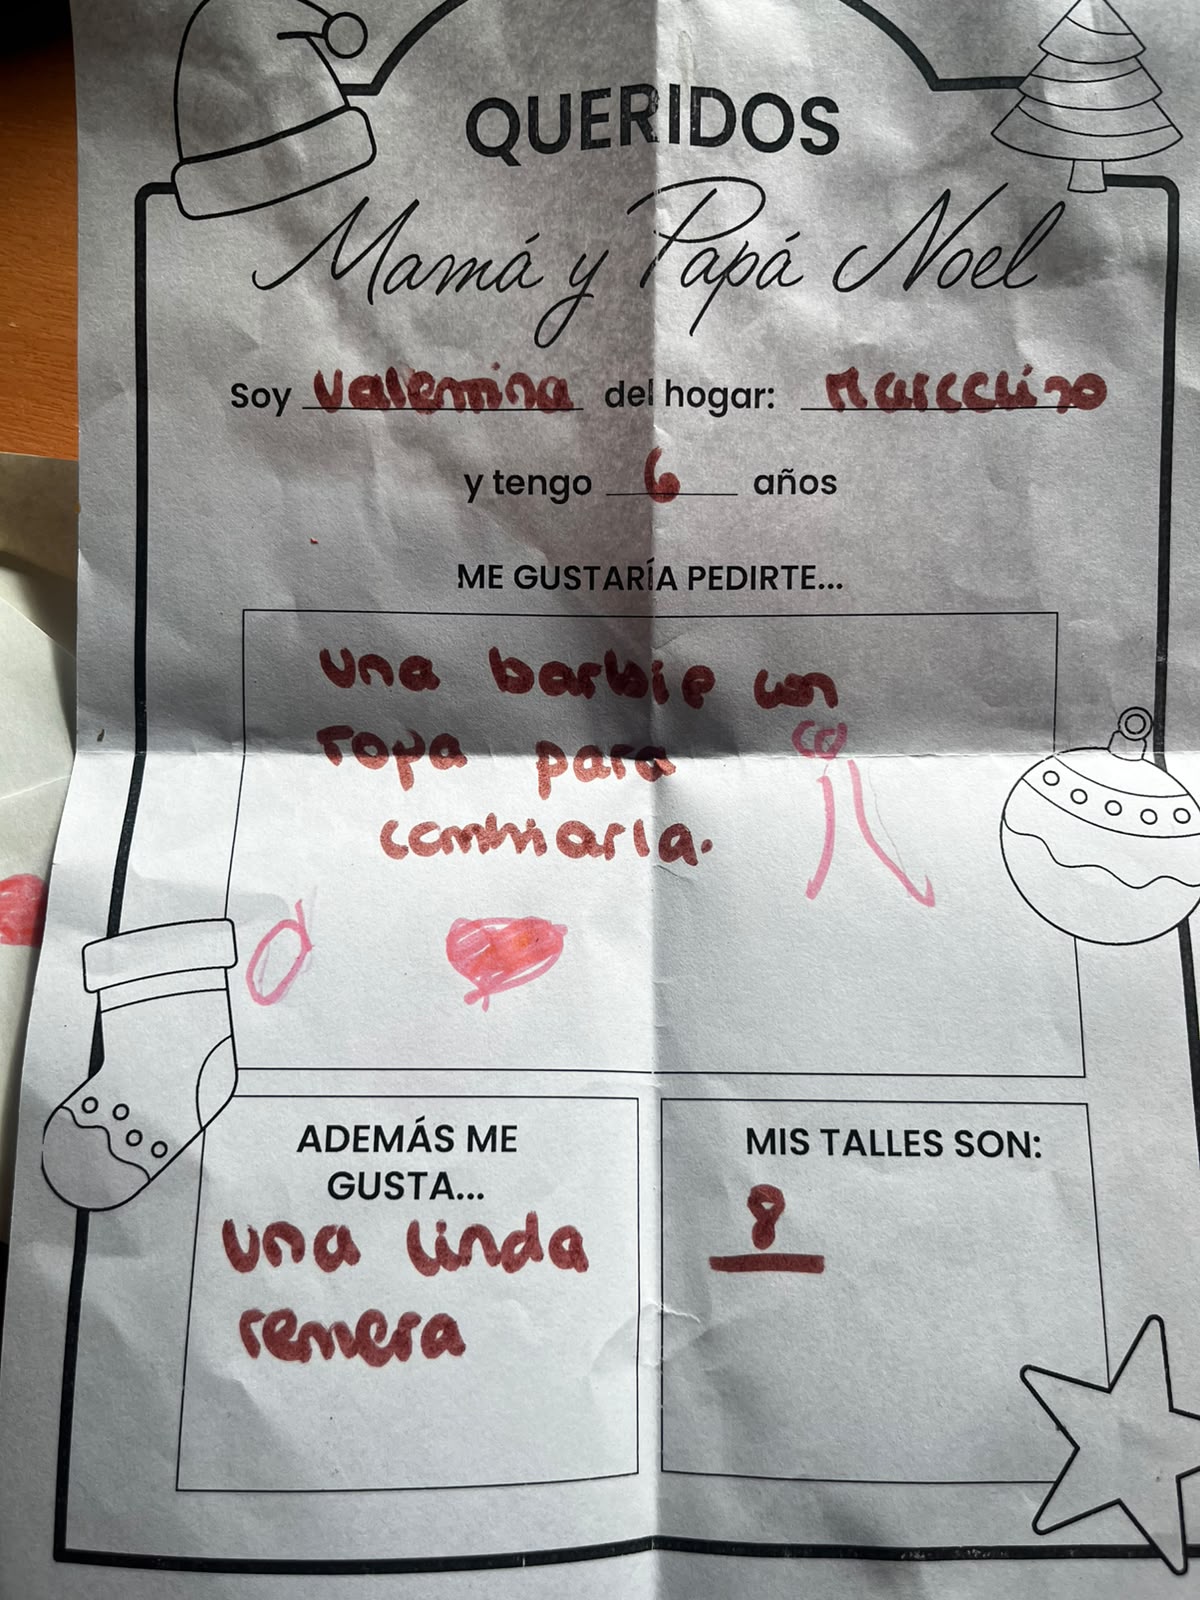 QUERIDOS
Mamá y Papá Noel
Soy Valentina del hogar: Marcelino
y tengo 6 años
ME GUSTARÍA PEDIRTE...
una barbie con
ropa para
cambiarla.
ADEMÁS ME
GUSTA...
una linda
remera
MIS TALLES SON:
8